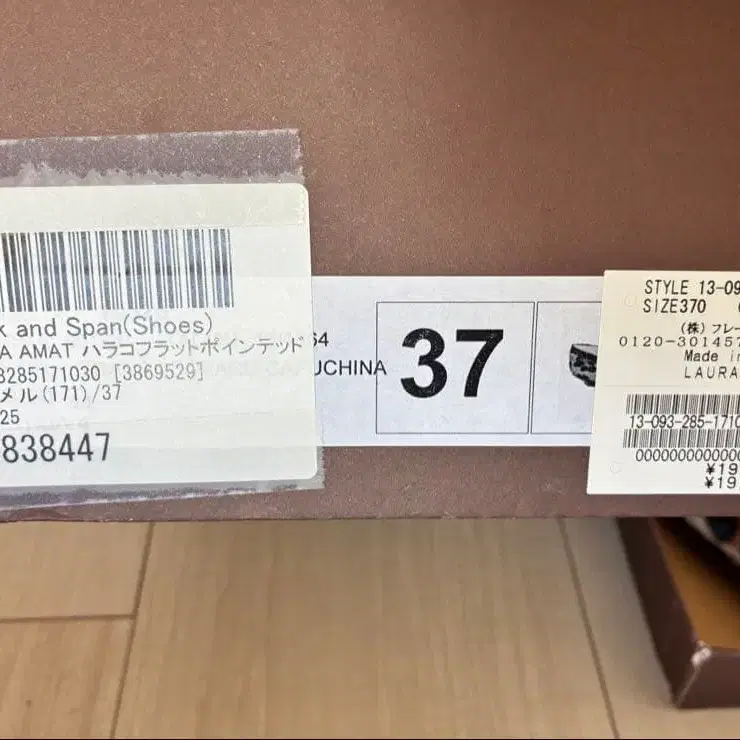 k and Span(Shoes)
A AMAT ハラコフラットポインテッド
3285171030 [3869529]
メル(171)/37
25
838447
64
UCHINA
37
STYLE 13-09
SIZE370
(株)フレー
0120-301457
Made in
LAURA
13-093-285-1710
0000000000000
¥19
¥19